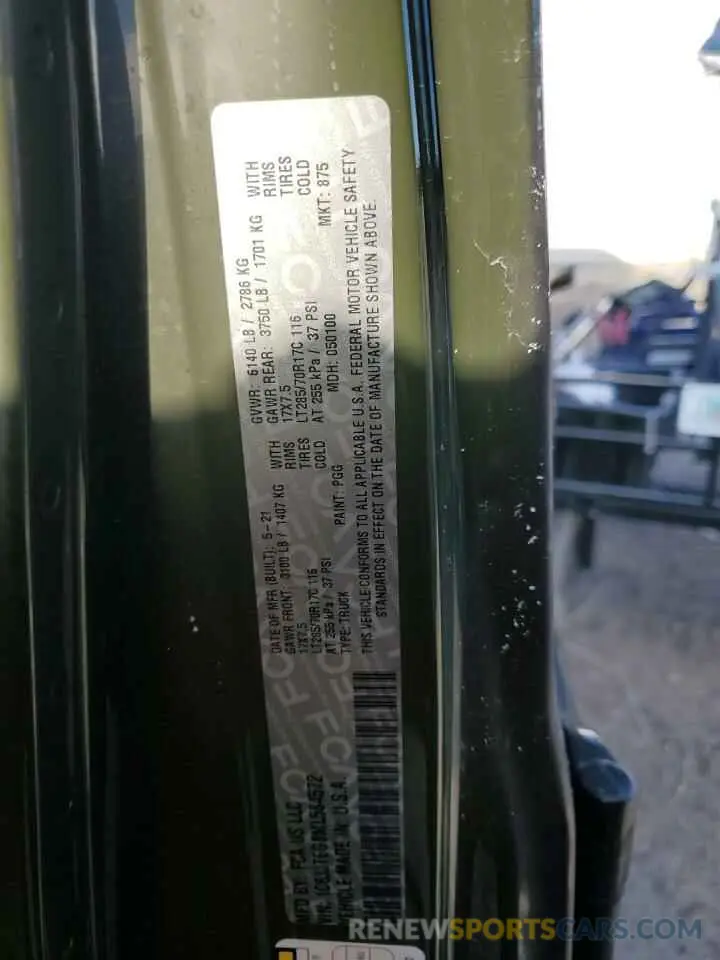 MFD BY: FCA US LLC
DATE OF MFR (BUILT): 5-21
GVWR: 6140 LB / 2786 KG
GAWR FRONT: 3100 LB / 1407 KG WITH
GAWR REAR: 3750 LB / 1701 KG WITH
17X7.5 RIMS
17X7.5 RIMS
LT285/70R17C 116 TIRES
LT285/70R17C 116 TIRES
AT 255 kPa / 37 PSI COLD
AT 255 kPa / 37 PSI COLD
TYPE: TRUCK PAINT: PGG MDH: 050100 MKT: 875
VEHICLE MADE IN U.S.A.
THIS VEHICLE CONFORMS TO ALL APPLICABLE U.S.A. FEDERAL MOTOR VEHICLE SAFETY
STANDARDS IN EFFECT ON THE DATE OF MANUFACTURE SHOWN ABOVE.
RENEWSPORTSCARS.COM